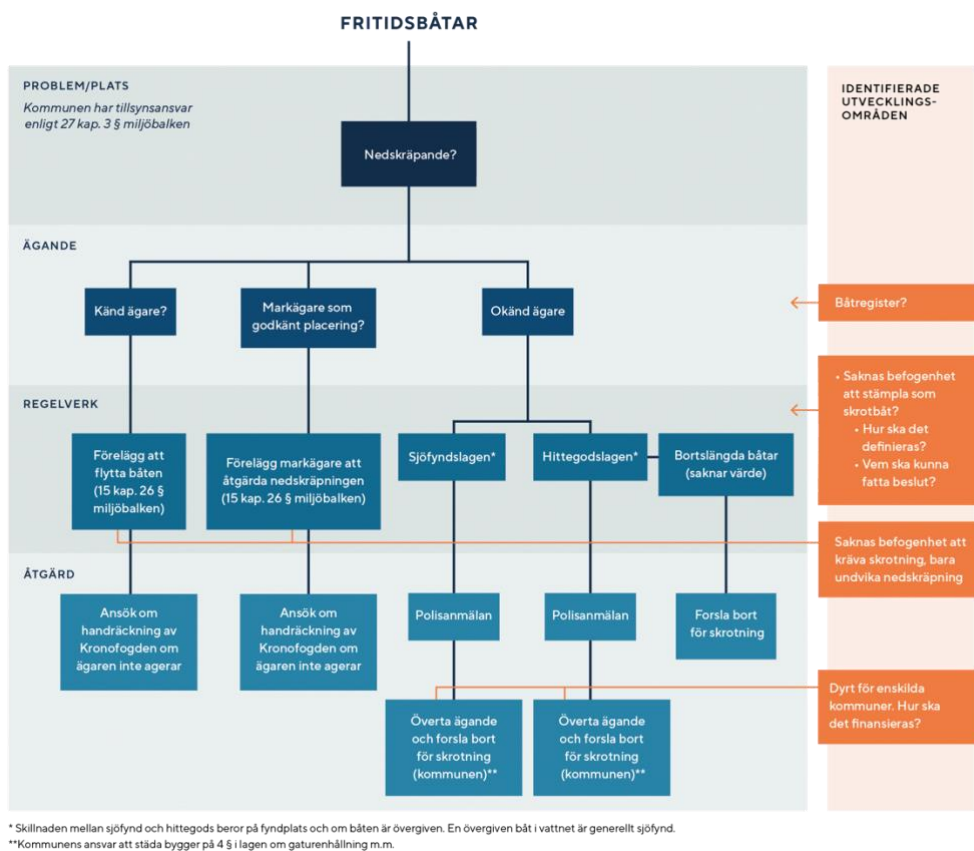 FRITIDSBÅTAR
PROBLEM/PLATS
Kommunen har tillsynsansvar
enligt 27 kap. 3 § miljöbalken
Nedskräpande?
IDENTIFIERADE
UTVECKLINGS-
OMRÅDEN
ÄGANDE
Känd ägare?
Markägare som
godkänt placering?
Okänd ägare
Båtregister?
REGELVERK
Förelägg att
flytta båten
(15 kap. 26 §
miljöbalken)
Förelägg markägare att
åtgärda nedskräpningen
(15 kap. 26 § miljöbalken)
Sjöfyndslagen*
Hittegodslagen*
Bortslängda båtar
(saknar värde)
• Saknas befogenhet
att stämpla som
skrotbåt?
• Hur ska det
definieras?
• Vem ska kunna
fatta beslut?
Saknas befogenhet att
kräva skrotning, bara
undvika nedskräpning
ÅTGÄRD
Ansök om
handräckning av
Kronofogden om
ägaren inte agerar
Ansök om
handräckning av
Kronofogden om
ägaren inte agerar
Polisanmälan
Polisanmälan
Forsla bort
för skrotning
Överta ägande
och forsla bort
för skrotning
(kommunen)**
Överta ägande
och forsla bort
för skrotning
(kommunen)**
Dyrt för enskilda
kommuner. Hur ska
det finansieras?
* Skillnaden mellan sjöfynd och hittegods beror på fyndplats och om båten är övergiven. En övergiven båt i vattnet är generellt sjöfynd.
**Kommunens ansvar att städa bygger på 4 § i lagen om gaturenhållning m.m.